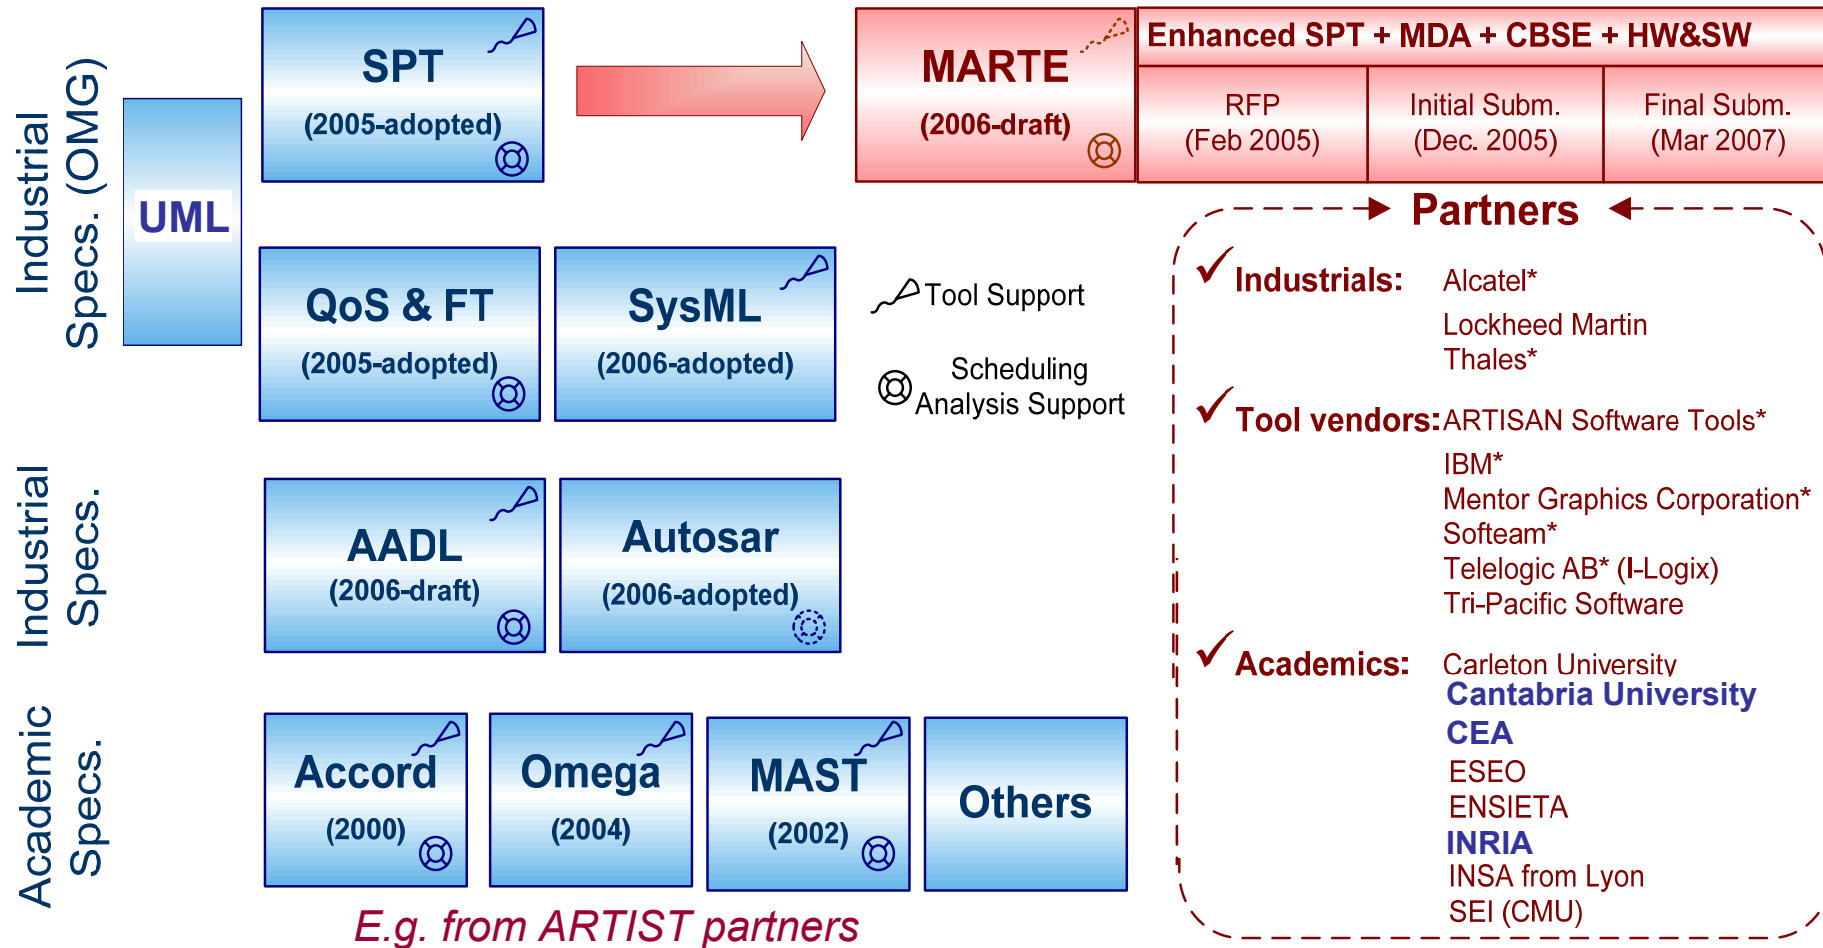 Industrial
Specs. (OMG)
UML
SPT
(2005-adopted)
MARTE
(2006-draft)
Enhanced SPT + MDA + CBSE + HW&SW
RFP
(Feb 2005)
Initial Subm.
(Dec. 2005)
Final Subm.
(Mar 2007)
QoS & FT
(2005-adopted)
SysML
(2006-adopted)
Tool Support
Scheduling
Analysis Support
Industrial
Specs.
AADL
(2006-draft)
Autosar
(2006-adopted)
Academic
Specs.
Accord
(2000)
Omega
(2004)
MAST
(2002)
Others
E.g. from ARTIST partners
Partners
Industrials: Alcatel*
Lockheed Martin
Thales*
Tool vendors: ARTISAN Software Tools*
IBM*
Mentor Graphics Corporation*
Softeam*
Telelogic AB* (I-Logix)
Tri-Pacific Software
Academics: Carleton University
Cantabria University
CEA
ESEO
ENSIETA
INRIA
INSA from Lyon
SEI (CMU)